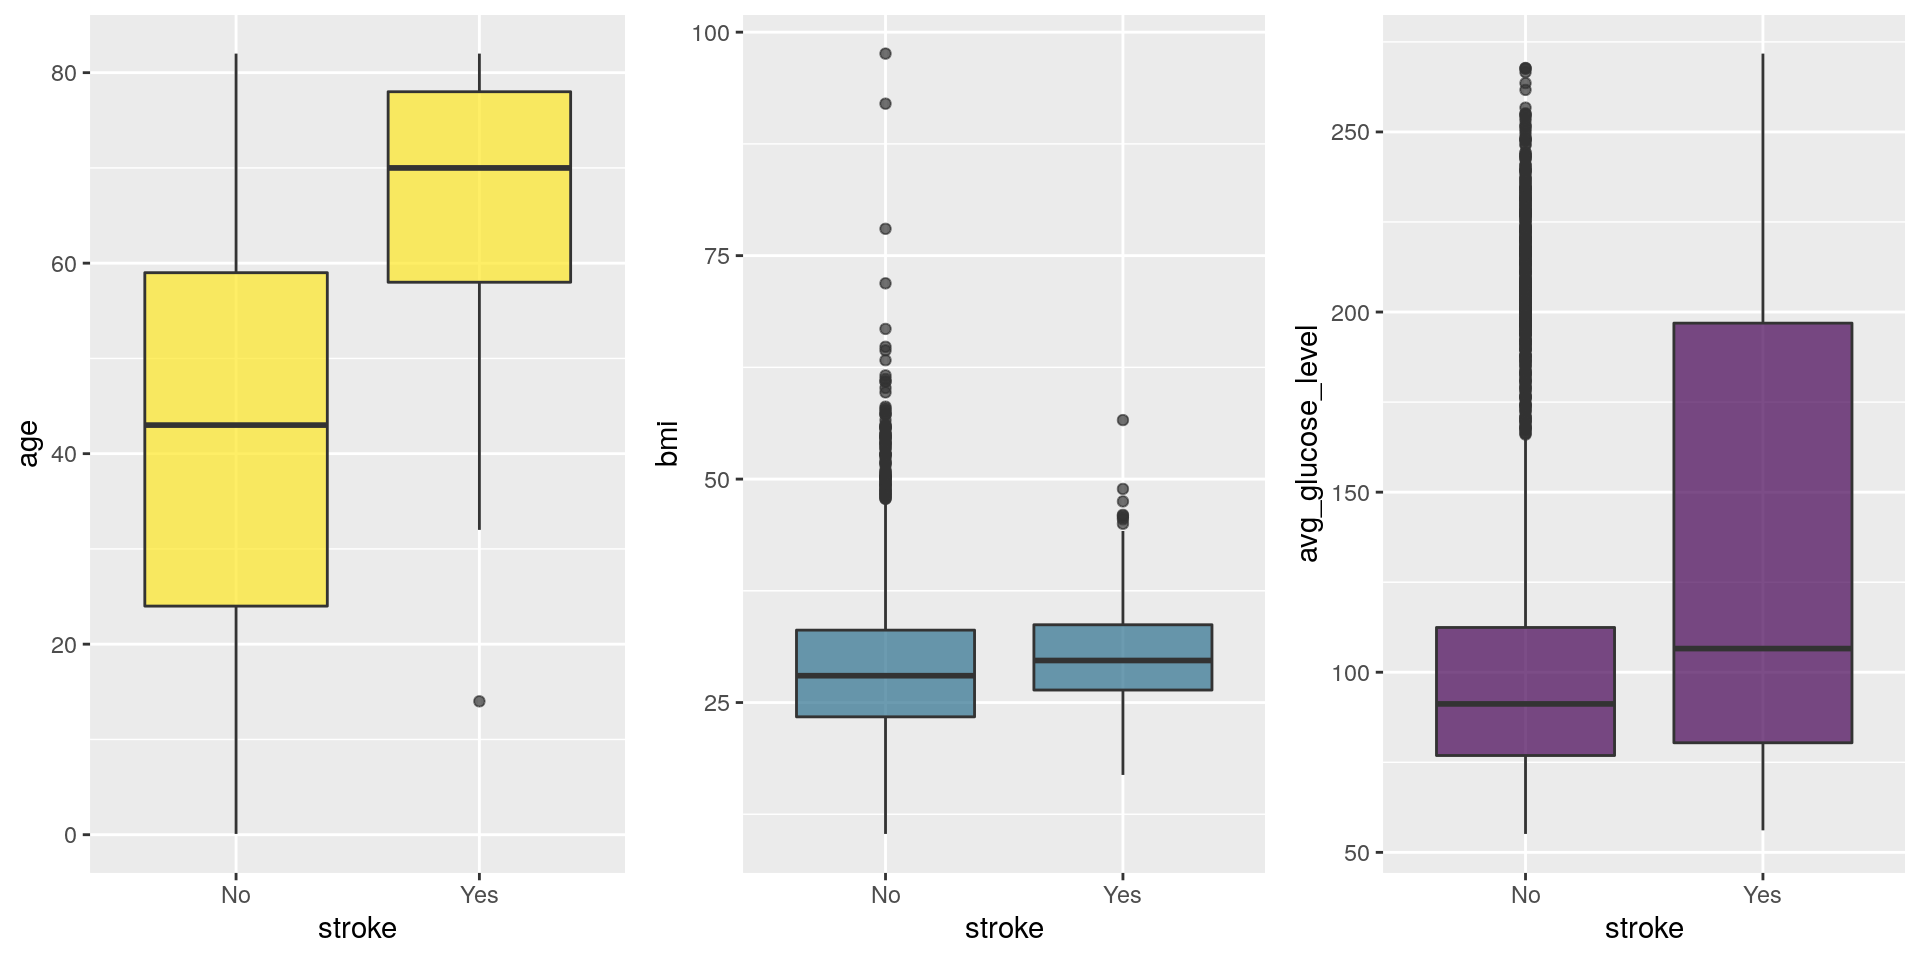 age
80
60
40
20
0
No
Yes
stroke
bmi
100
75
50
25
No
Yes
stroke
avg_glucose_level
250
200
150
100
50
No
Yes
stroke